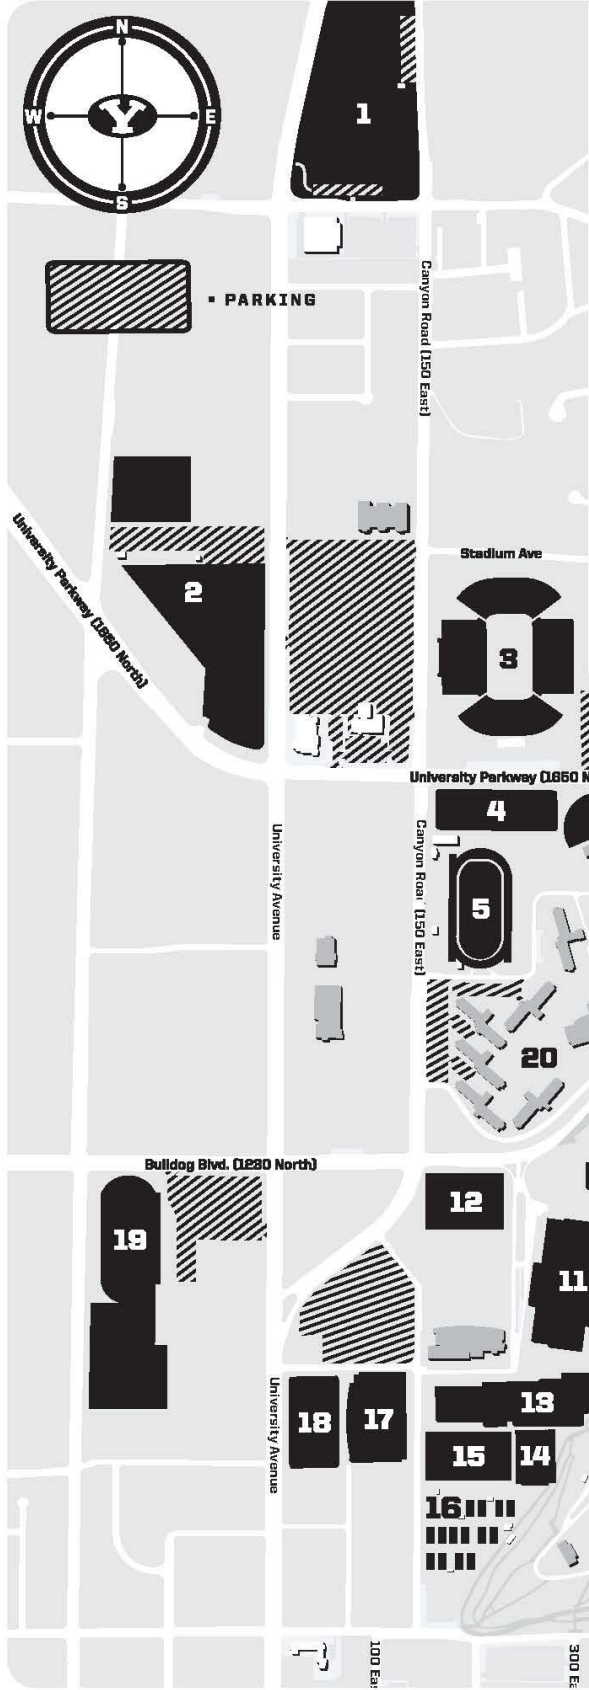 N
W Y E
S
1
PARKING
Canyon Road (150 East)
University Parkway (1650 North)
Stadium Ave
2
3
University Parkway (1650 N
4
University Avenue
Canyon Road (150 East)
5
20
Bulldog Blvd. (1230 North)
12
19
11
University Avenue
18
17
13
15
14
16
100 Eas
300 E